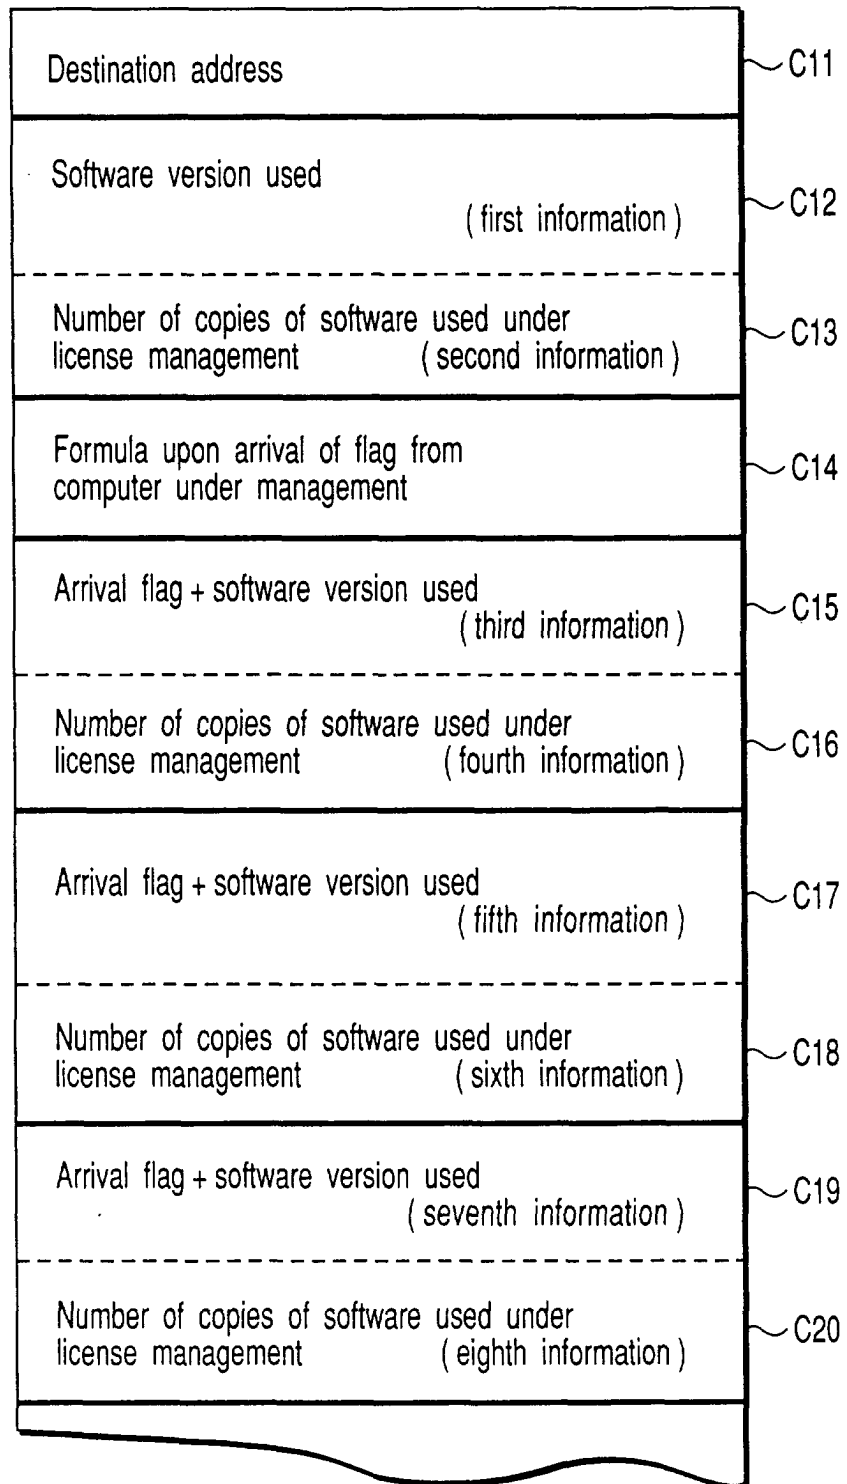 Destination address
C11
Software version used
( first information )
C12
Number of copies of software used under
license management ( second information )
C13
Formula upon arrival of flag from
computer under management
C14
Arrival flag + software version used
( third information )
C15
Number of copies of software used under
license management ( fourth information )
C16
Arrival flag + software version used
( fifth information )
C17
Number of copies of software used under
license management ( sixth information )
C18
Arrival flag + software version used
( seventh information )
C19
Number of copies of software used under
license management ( eighth information )
C20